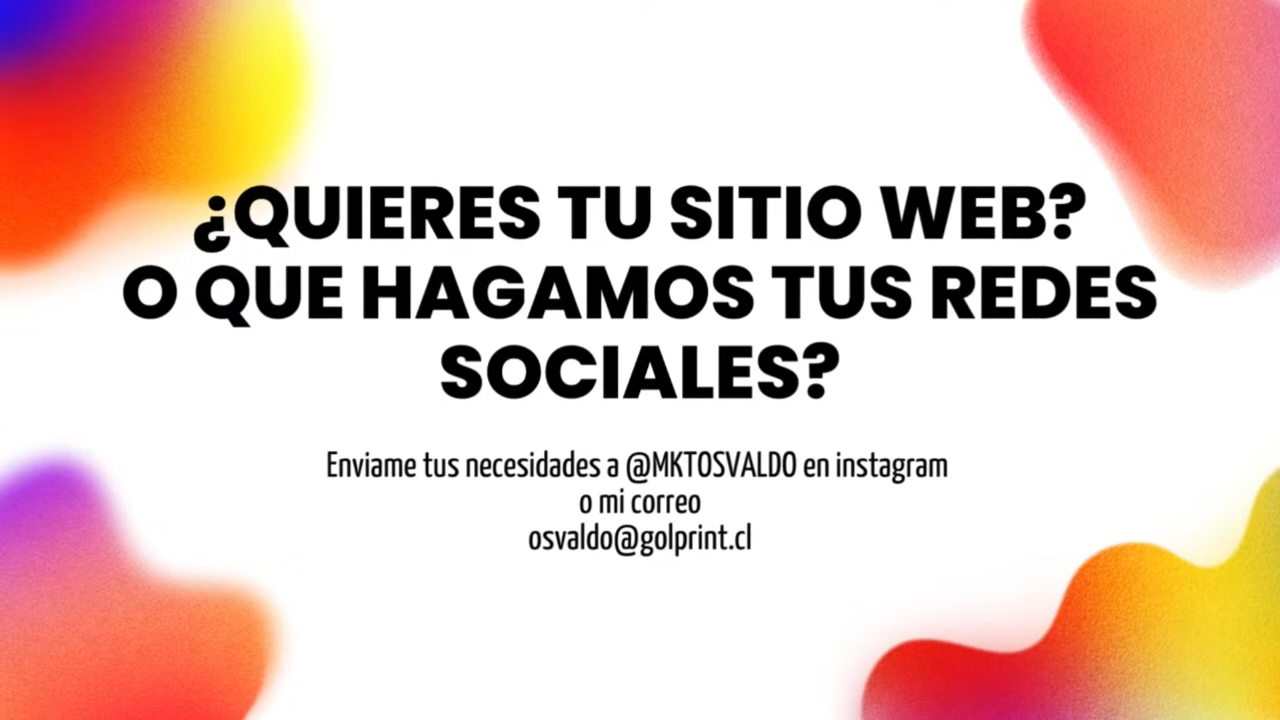 ¿QUIERES TU SITIO WEB?
O QUE HAGAMOS TUS REDES
SOCIALES?
Enviame tus necesidades a @MKTOSVALDO en instagram
o mi correo
osvaldo@golprint.cl